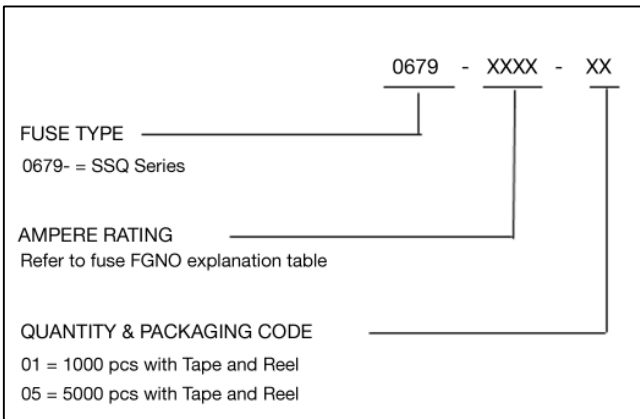 0679 - XXXX - XX
FUSE TYPE
0679- = SSQ Series
AMPERE RATING
Refer to fuse FGNO explanation table
QUANTITY & PACKAGING CODE
01 = 1000 pcs with Tape and Reel
05 = 5000 pcs with Tape and Reel